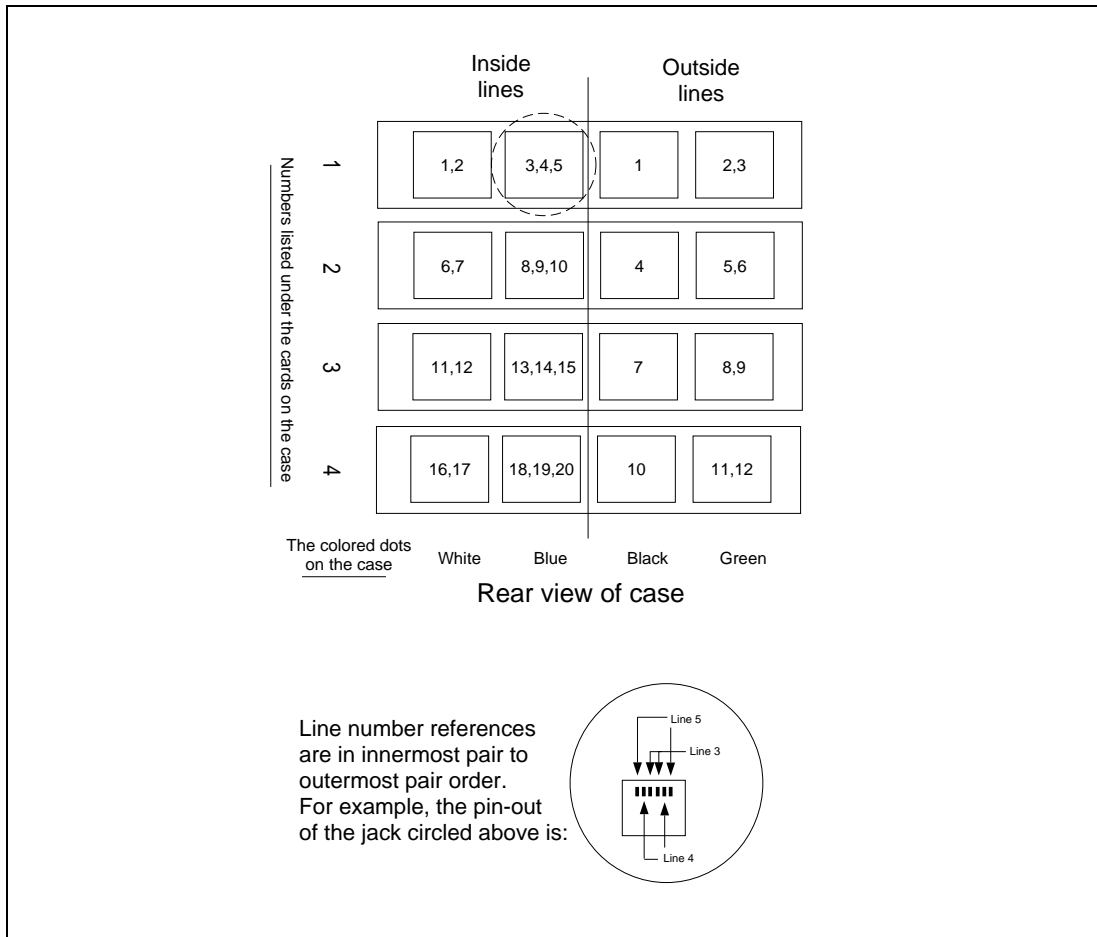 Inside
lines
Outside
lines
Numbers listed under the cards on the case
1
1,2
3,4,5
1
2,3
2
6,7
8,9,10
4
5,6
3
11,12
13,14,15
7
8,9
4
16,17
18,19,20
10
11,12
The colored dots
on the case
White
Blue
Black
Green
Rear view of case
Line number references
are in innermost pair to
outermost pair order.
For example, the pin-out
of the jack circled above is:
Line 5
Line 3
Line 4